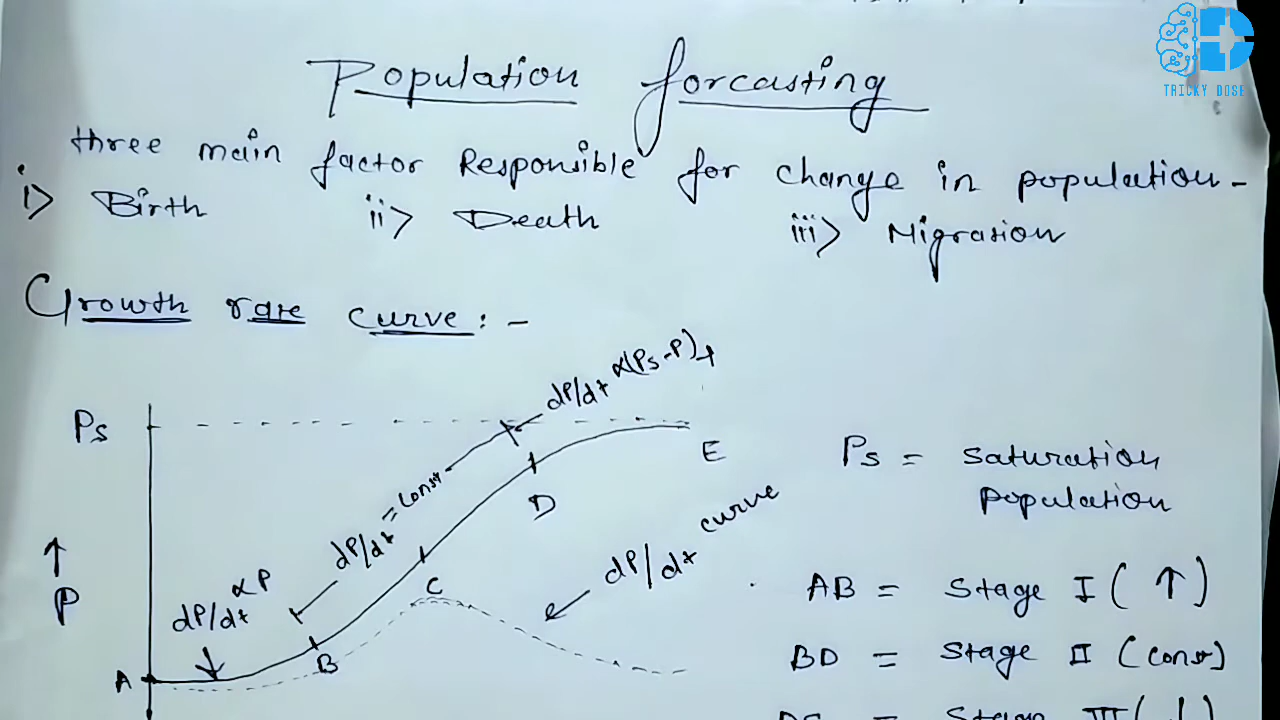 TRICKY DOSE
Population forcasting
three main factor Responsible for change in population -
i> Birth ii> Death iii> Migration
Growth rate curve : -
dP/dt ∝(Ps-P)
Ps
E
Ps = saturation
population
D
dP/dt = const
curve
dP/dt
↑
P
C
dP/dt ∝P
AB = Stage I (↑)
B
BD = Stage II (const)
A
Stage III (↓)